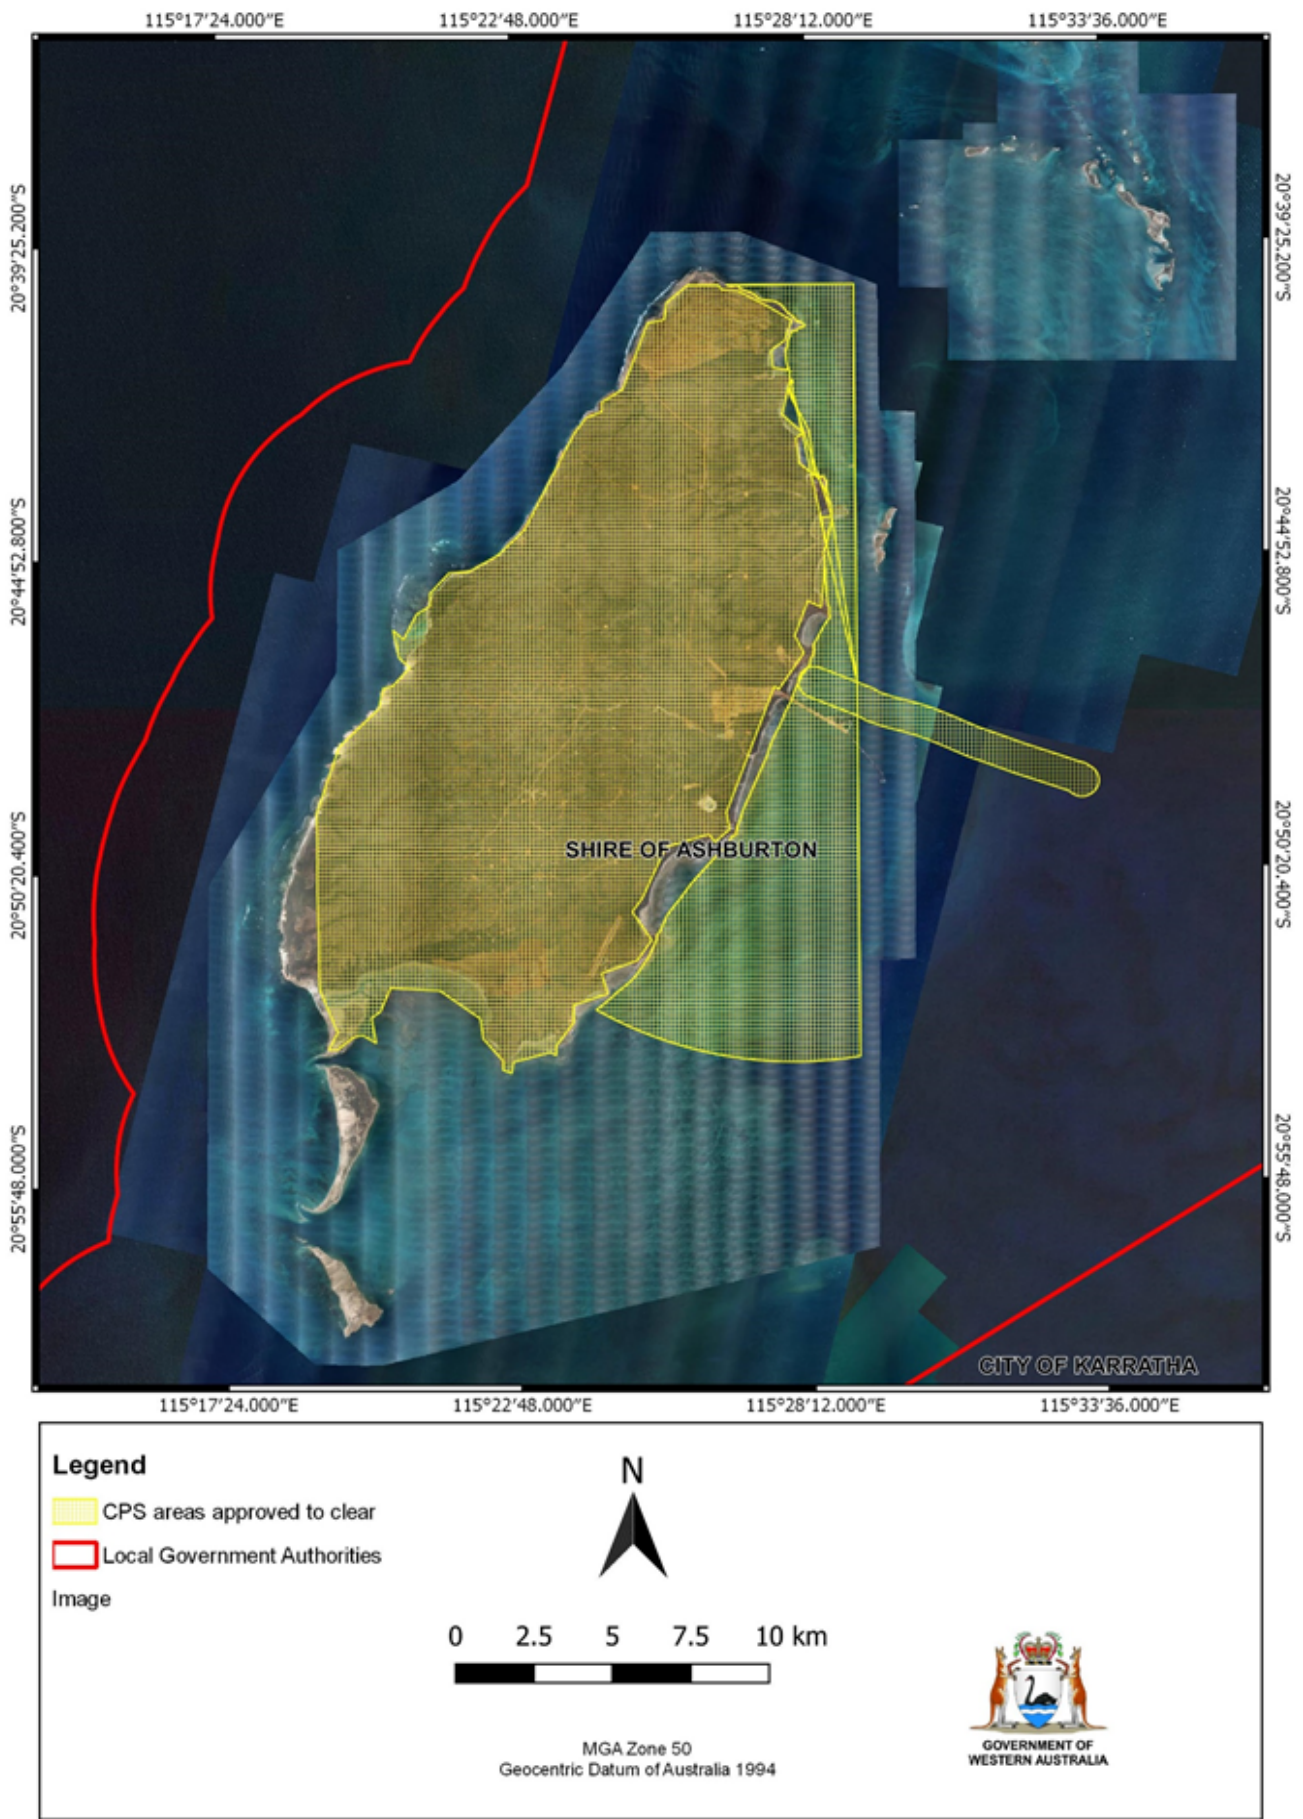 115°17'24.000"E 115°22'48.000"E 115°28'12.000"E 115°33'36.000"E
20°39'25.200"S
20°39'25.200"S
20°44'52.800"S
20°44'52.800"S
SHIRE OF ASHBURTON
20°50'20.400"S
20°50'20.400"S
20°55'48.000"S
20°55'48.000"S
CITY OF KARRATHA
115°17'24.000"E 115°22'48.000"E 115°28'12.000"E 115°33'36.000"E
Legend
CPS areas approved to clear
Local Government Authorities
Image
N
0 2.5 5 7.5 10 km
MGA Zone 50
Geocentric Datum of Australia 1994
GOVERNMENT OF
WESTERN AUSTRALIA